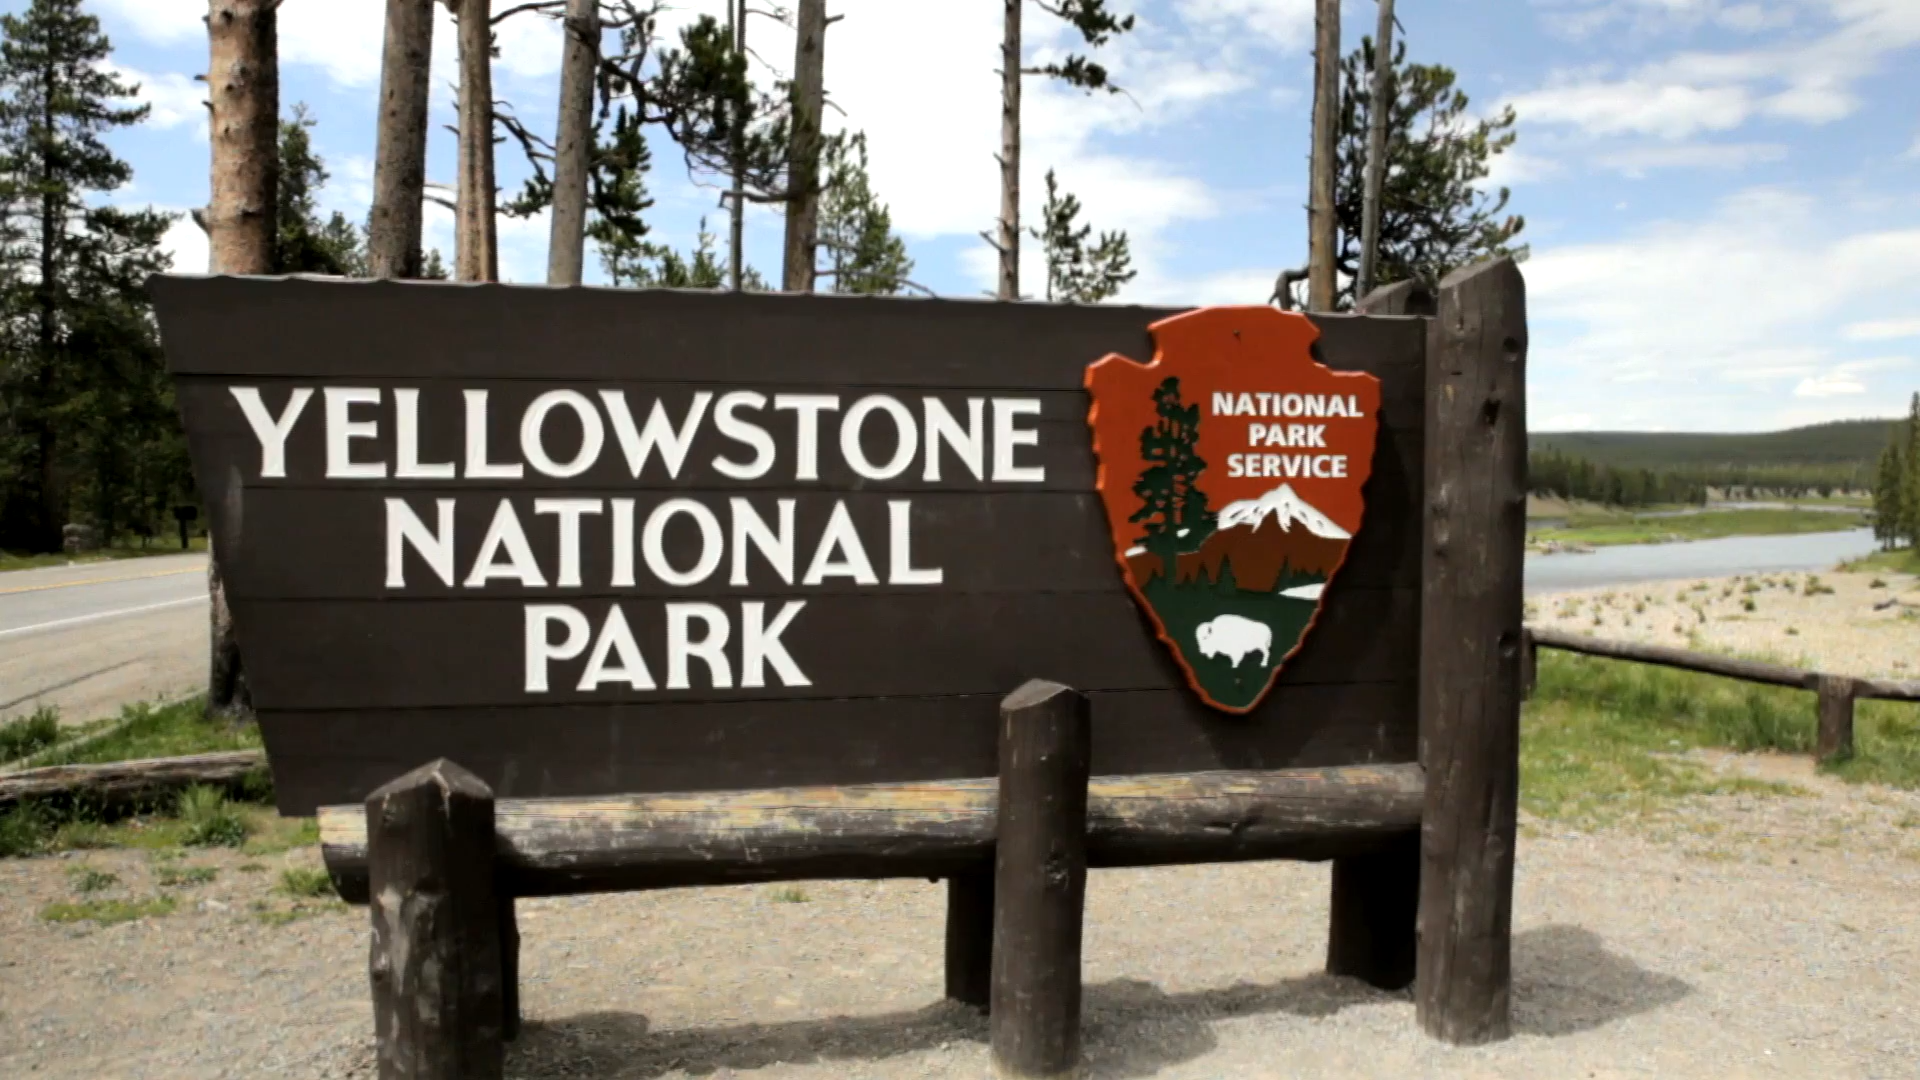 YELLOWSTONE
NATIONAL
PARK
NATIONAL
PARK
SERVICE